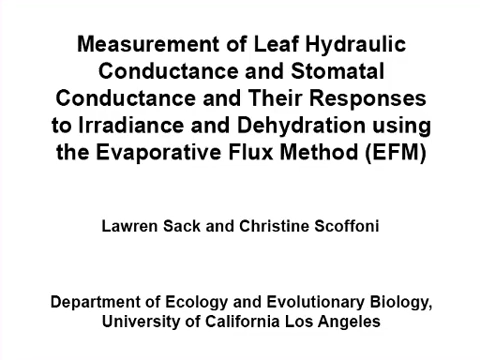 Measurement of Leaf Hydraulic
Conductance and Stomatal
Conductance and Their Responses
to Irradiance and Dehydration using
the Evaporative Flux Method (EFM)
Lawren Sack and Christine Scoffoni
Department of Ecology and Evolutionary Biology,
University of California Los Angeles